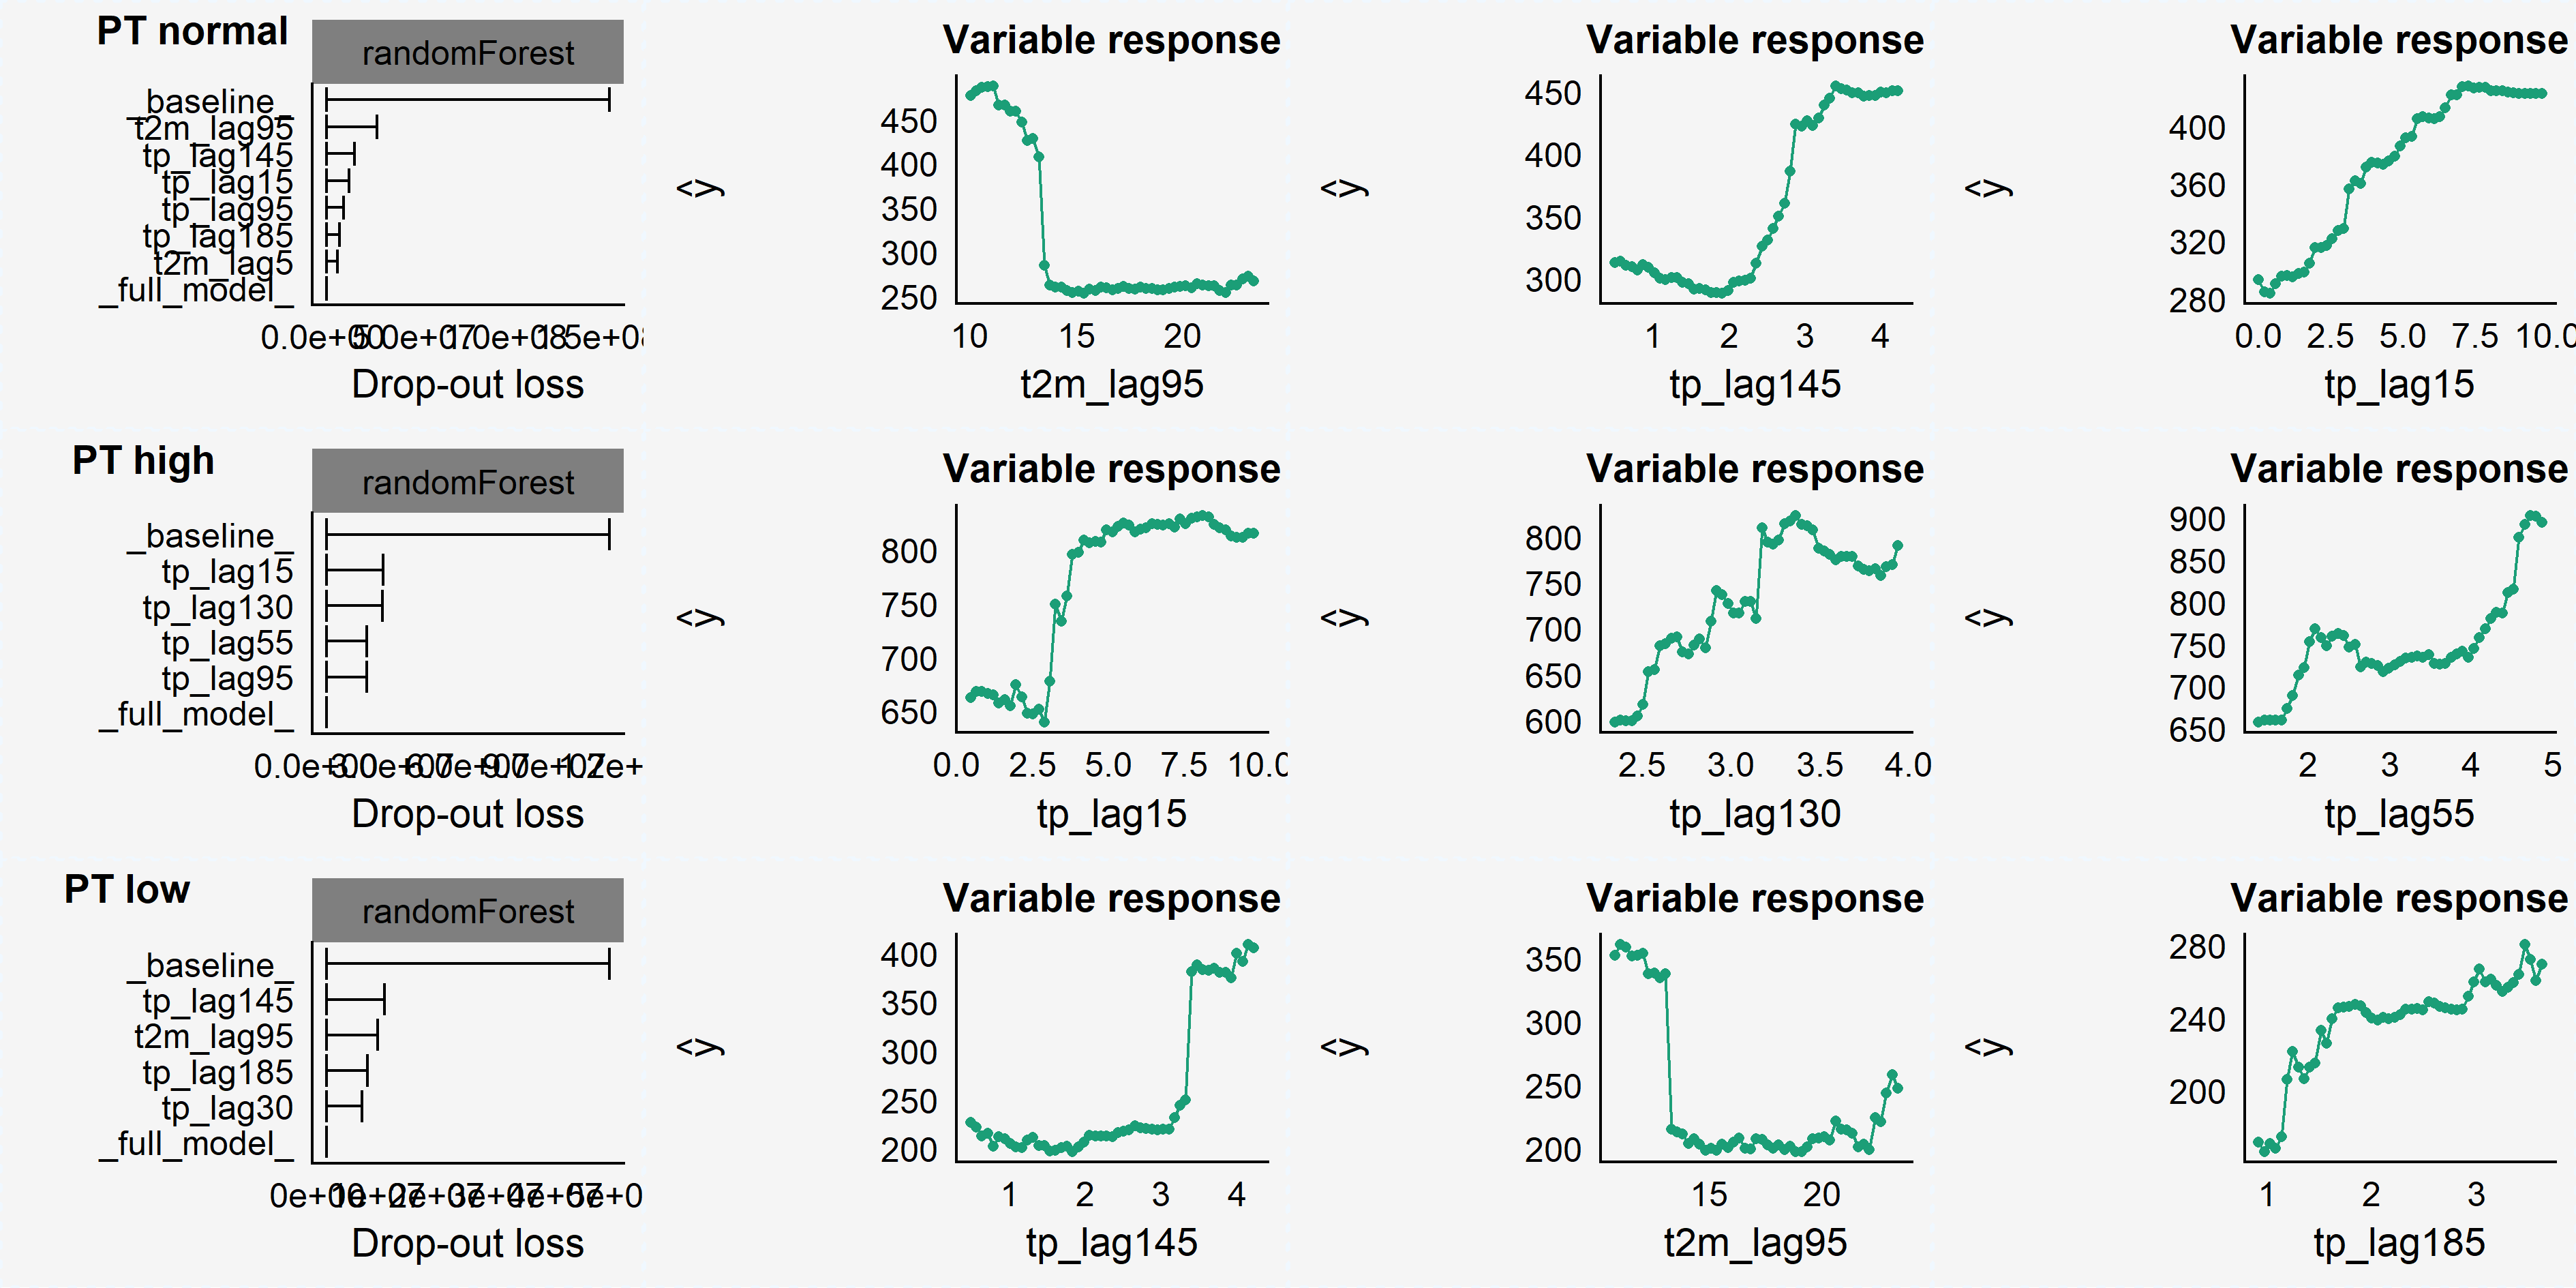 PT normal
randomForest
_baseline_
t2m_lag95
tp_lag145
tp_lag15
tp_lag95
tp_lag185
t2m_lag5
_full_model_
Drop-out loss
Variable response
<y
450
400
350
300
250
10 15 20
t2m_lag95
Variable response
<y
450
400
350
300
1 2 3 4
tp_lag145
Variable response
<y
400
360
320
280
0.0 2.5 5.0 7.5 10.0
tp_lag15
PT high
randomForest
_baseline_
tp_lag15
tp_lag130
tp_lag55
tp_lag95
_full_model_
Drop-out loss
Variable response
<y
800
750
700
650
0.0 2.5 5.0 7.5 10.0
tp_lag15
Variable response
<y
800
750
700
650
600
2.5 3.0 3.5 4.0
tp_lag130
Variable response
<y
900
850
800
750
700
650
2 3 4 5
tp_lag55
PT low
randomForest
_baseline_
tp_lag145
t2m_lag95
tp_lag185
tp_lag30
_full_model_
Drop-out loss
Variable response
<y
400
350
300
250
200
1 2 3 4
tp_lag145
Variable response
<y
350
300
250
200
15 20
t2m_lag95
Variable response
<y
280
240
200
1 2 3
tp_lag185